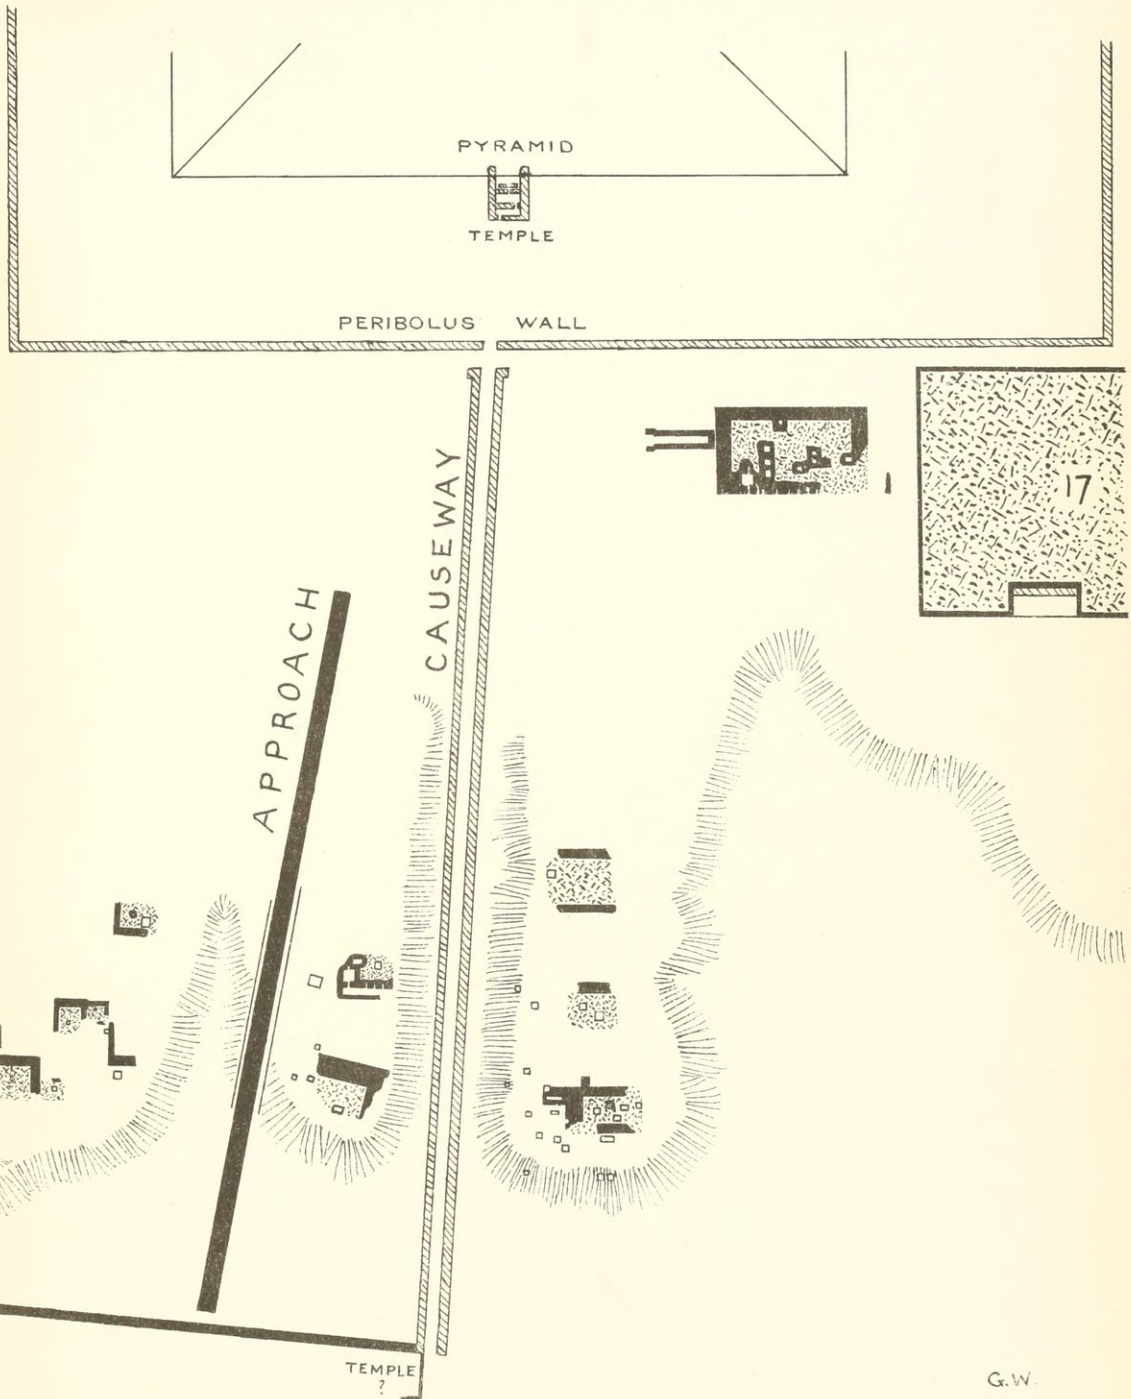 PYRAMID
TEMPLE
PERIBOLUS WALL
17
CAUSEWAY
APPROACH
TEMPLE
?
G.W.